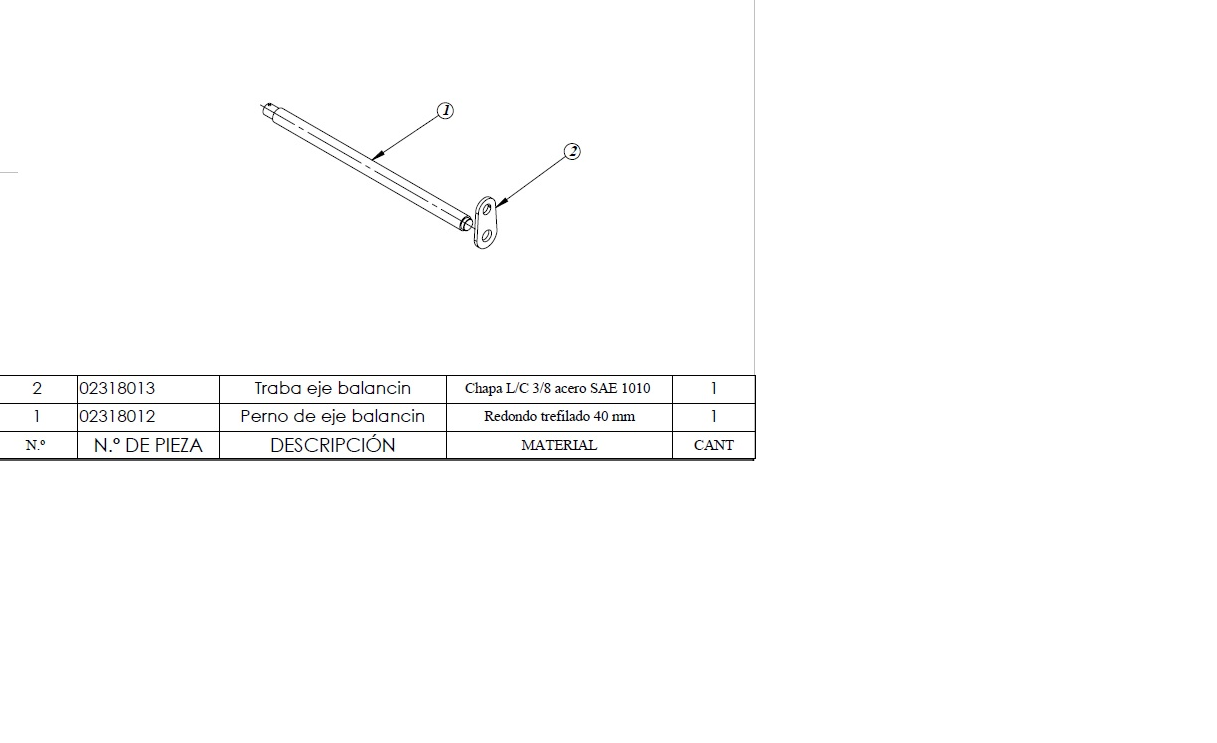 1
2
2 02318013 Traba eje balancin Chapa L/C 3/8 acero SAE 1010 1
1 02318012 Perno de eje balancin Redondo trefilado 40 mm 1
N.º N.º DE PIEZA DESCRIPCIÓN MATERIAL CANT